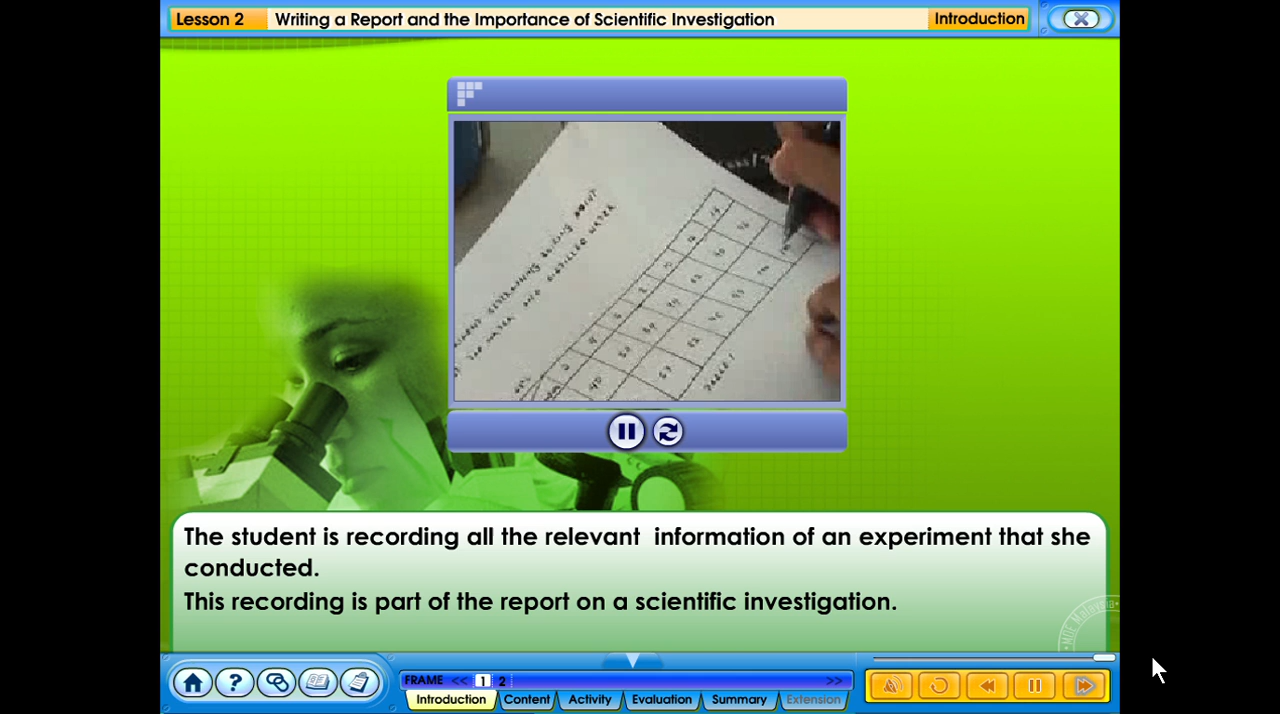 Lesson 2
Writing a Report and the Importance of Scientific Investigation
Introduction
The student is recording all the relevant  information of an experiment that she
conducted.
This recording is part of the report on a scientific investigation.
MOE Malaysia
FRAME << 1 2 >>
Introduction
Content
Activity
Evaluation
Summary
Extension